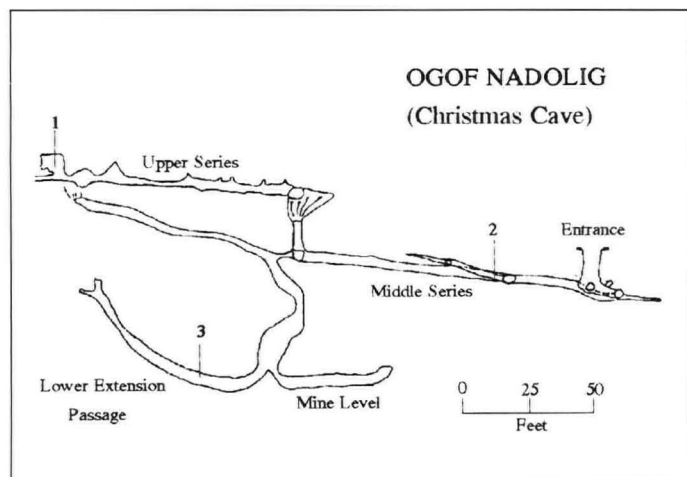 OGOF NADOLIG
(Christmas Cave)
1
Upper Series
2
Entrance
Middle Series
3
Lower Extension
Passage
Mine Level
0 25 50
Feet